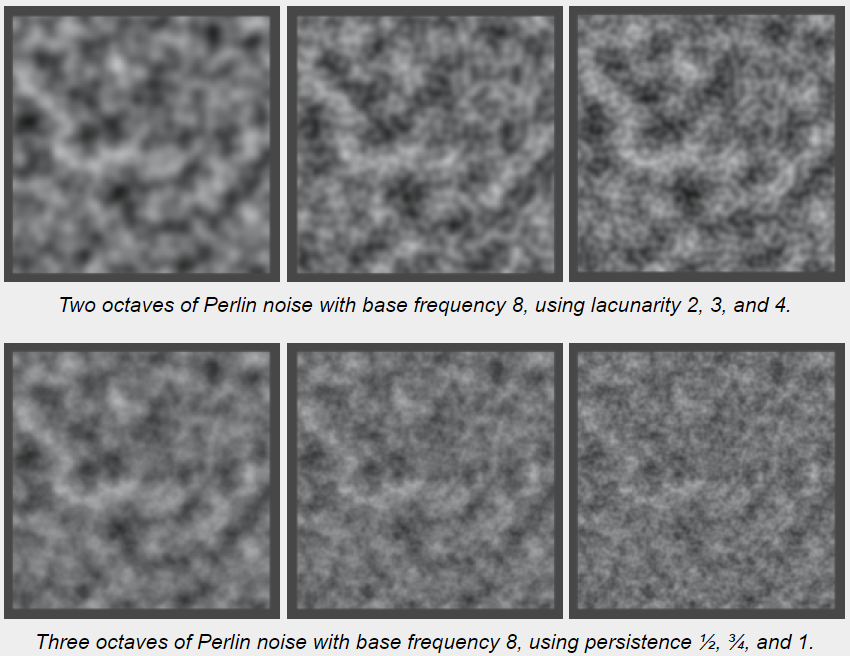 Two octaves of Perlin noise with base frequency 8, using lacunarity 2, 3, and 4.
Three octaves of Perlin noise with base frequency 8, using persistence ½, ¾, and 1.